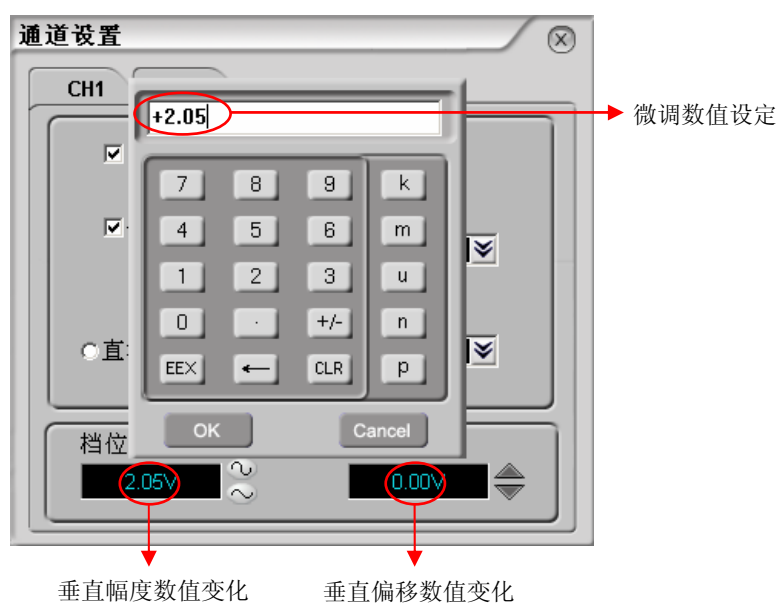 通道设置
CH1
+2.05
微调数值设定
7 8 9 k
4 5 6 m
1 2 3 u
0 . +/- n
直
EEX ← CLR p
OK Cancel
档位
2.05V 0.00V
垂直幅度数值变化 垂直偏移数值变化